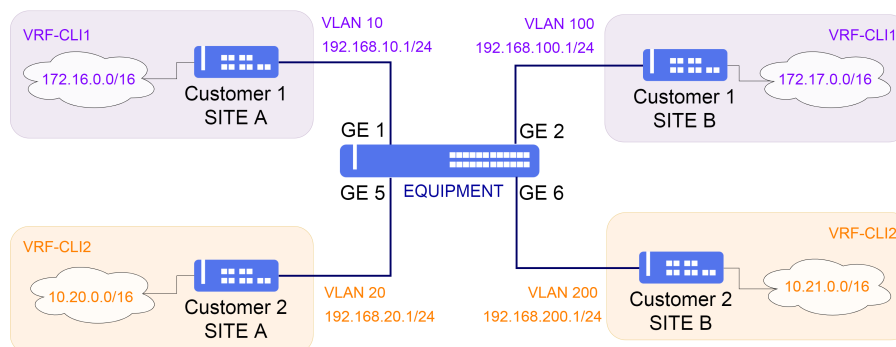 VRF-CLI1
172.16.0.0/16
Customer 1
SITE A
VLAN 10
192.168.10.1/24
VLAN 100
192.168.100.1/24
VRF-CLI1
Customer 1
SITE B
172.17.0.0/16
GE 1
GE 2
GE 5
EQUIPMENT
GE 6
VRF-CLI2
10.20.0.0/16
Customer 2
SITE A
VLAN 20
192.168.20.1/24
VLAN 200
192.168.200.1/24
VRF-CLI2
Customer 2
SITE B
10.21.0.0/16